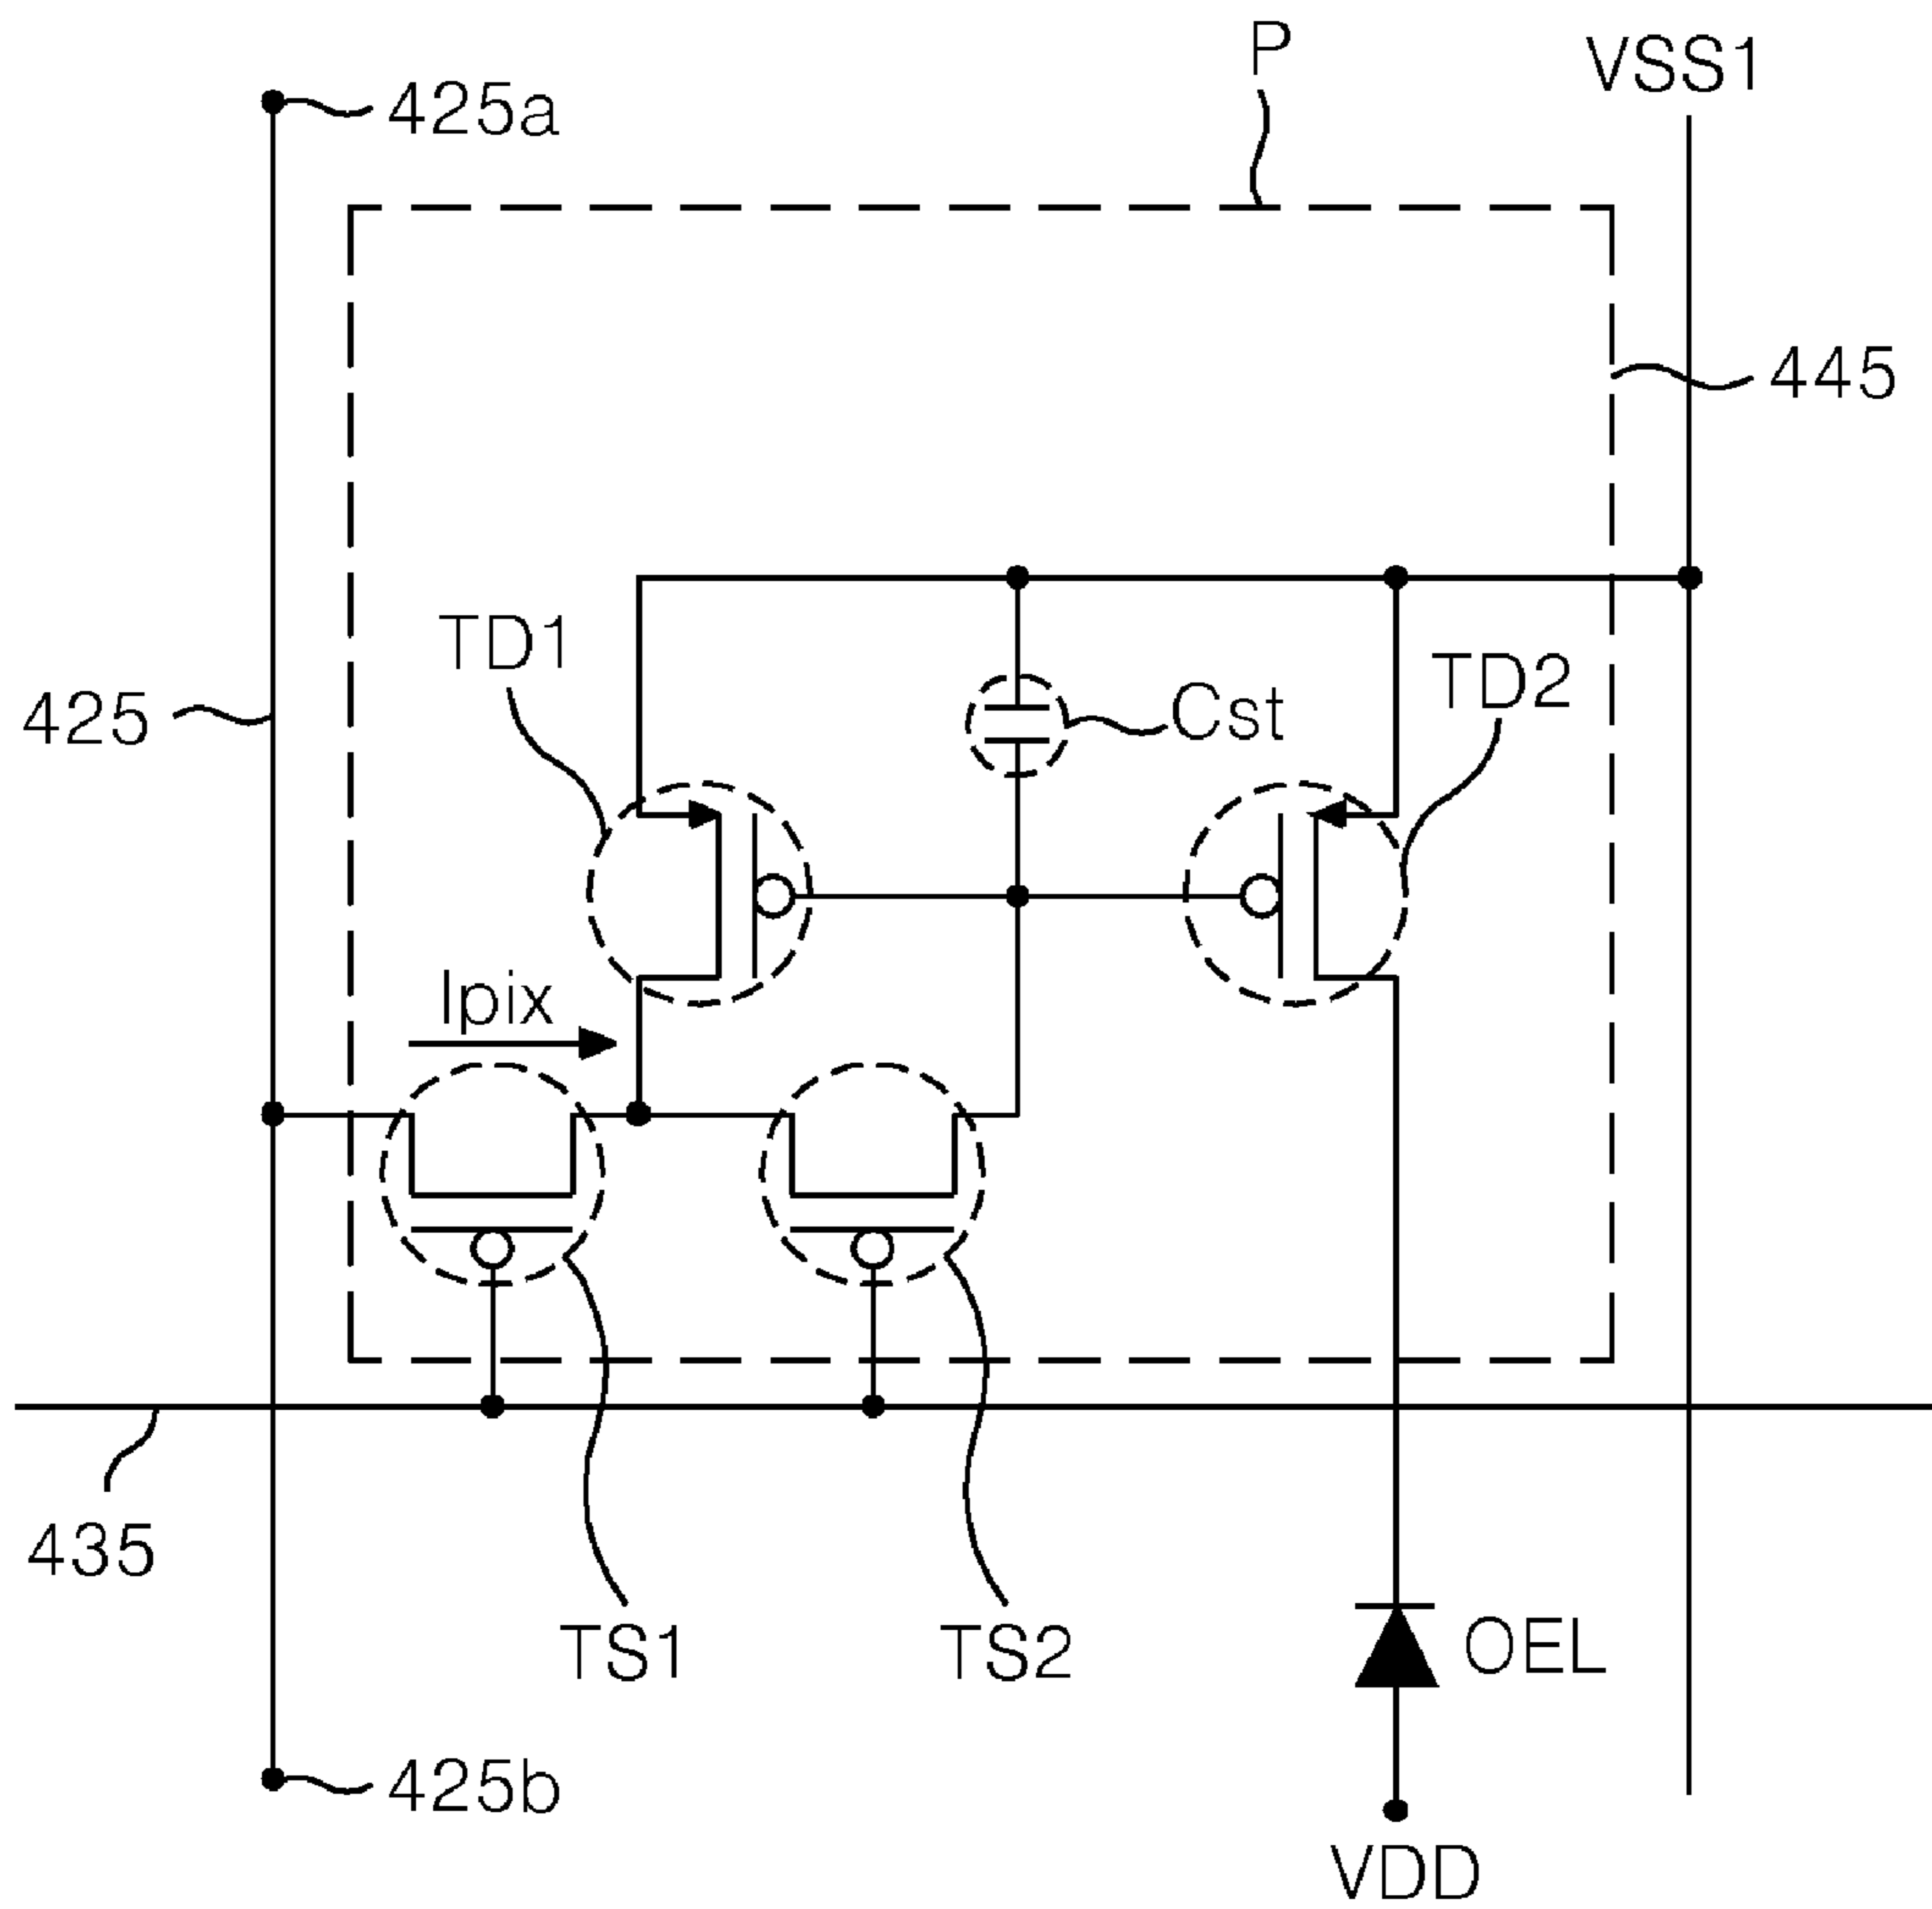 P
VSS1
425a
445
TD1
TD2
425
Cst
Ipix
435
TS1
TS2
OEL
425b
VDD